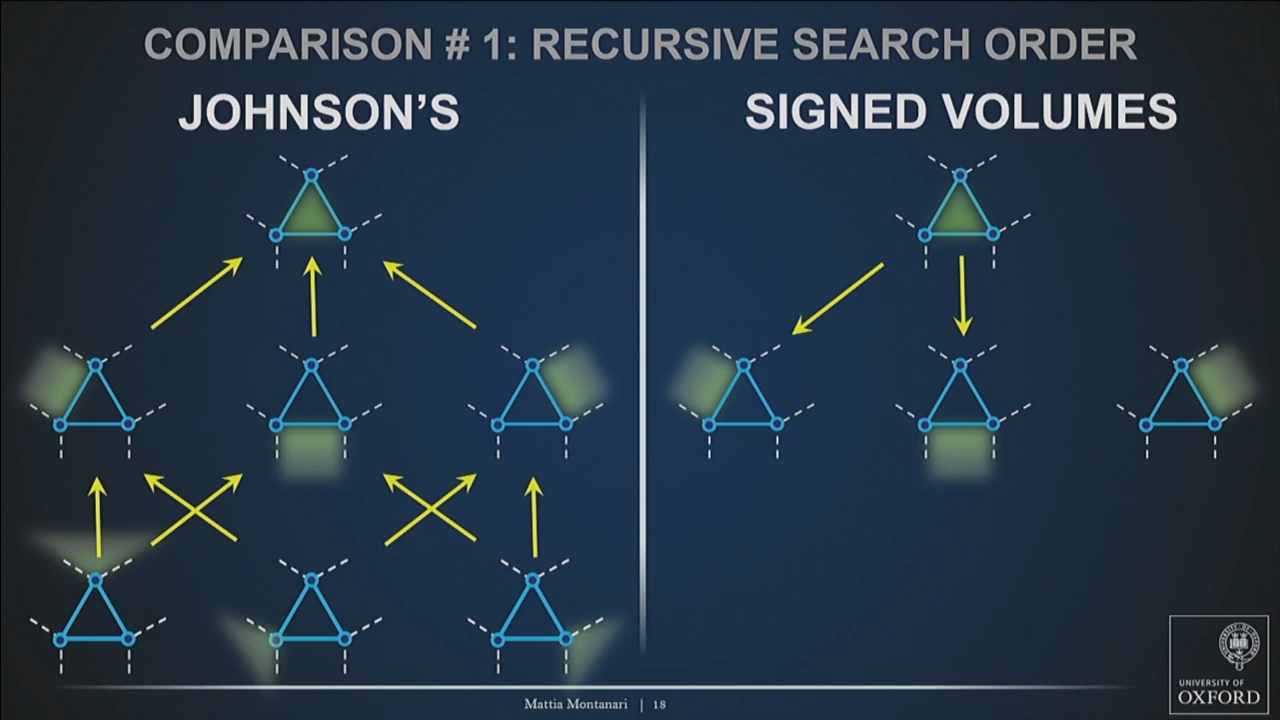 COMPARISON # 1: RECURSIVE SEARCH ORDER
JOHNSON'S
SIGNED VOLUMES
Mattia Montanari | 18
UNIVERSITY OF
OXFORD